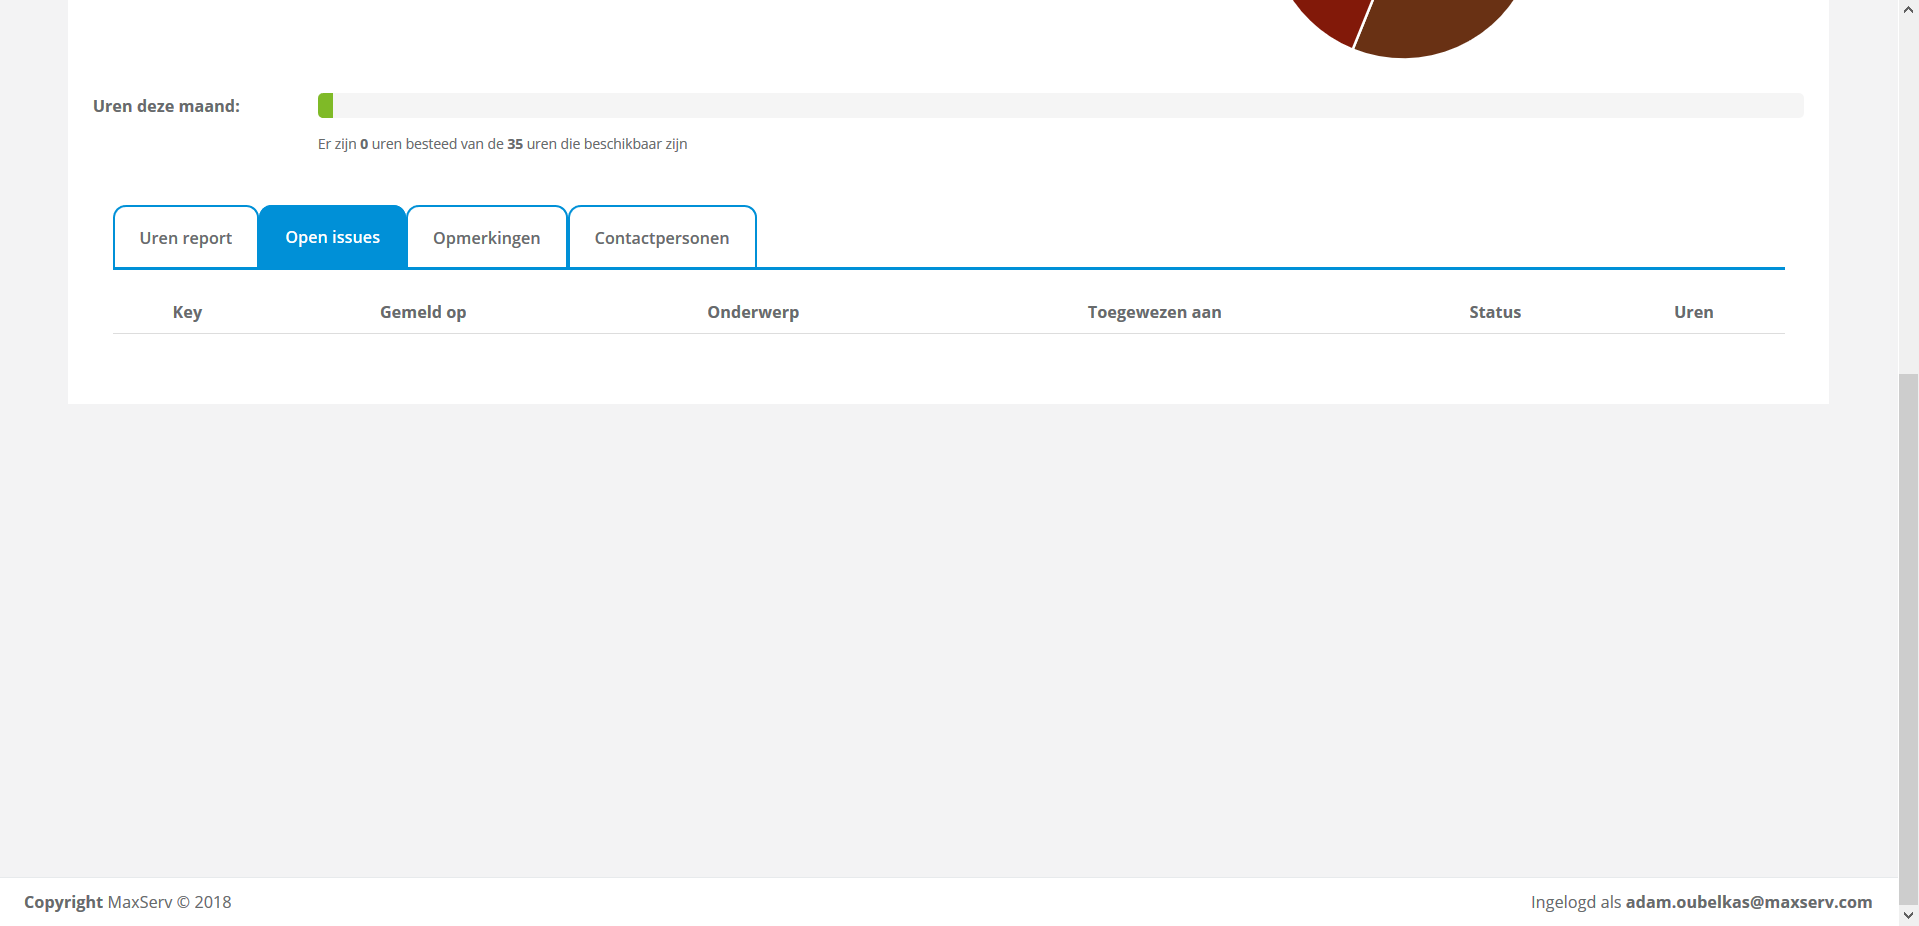 Uren deze maand:
Er zijn 0 uren besteed van de 35 uren die beschikbaar zijn
Uren report Open issues Opmerkingen Contactpersonen
Key Gemeld op Onderwerp Toegewezen aan Status Uren
Copyright MaxServ © 2018 Ingelogd als adam.oubelkas@maxserv.com